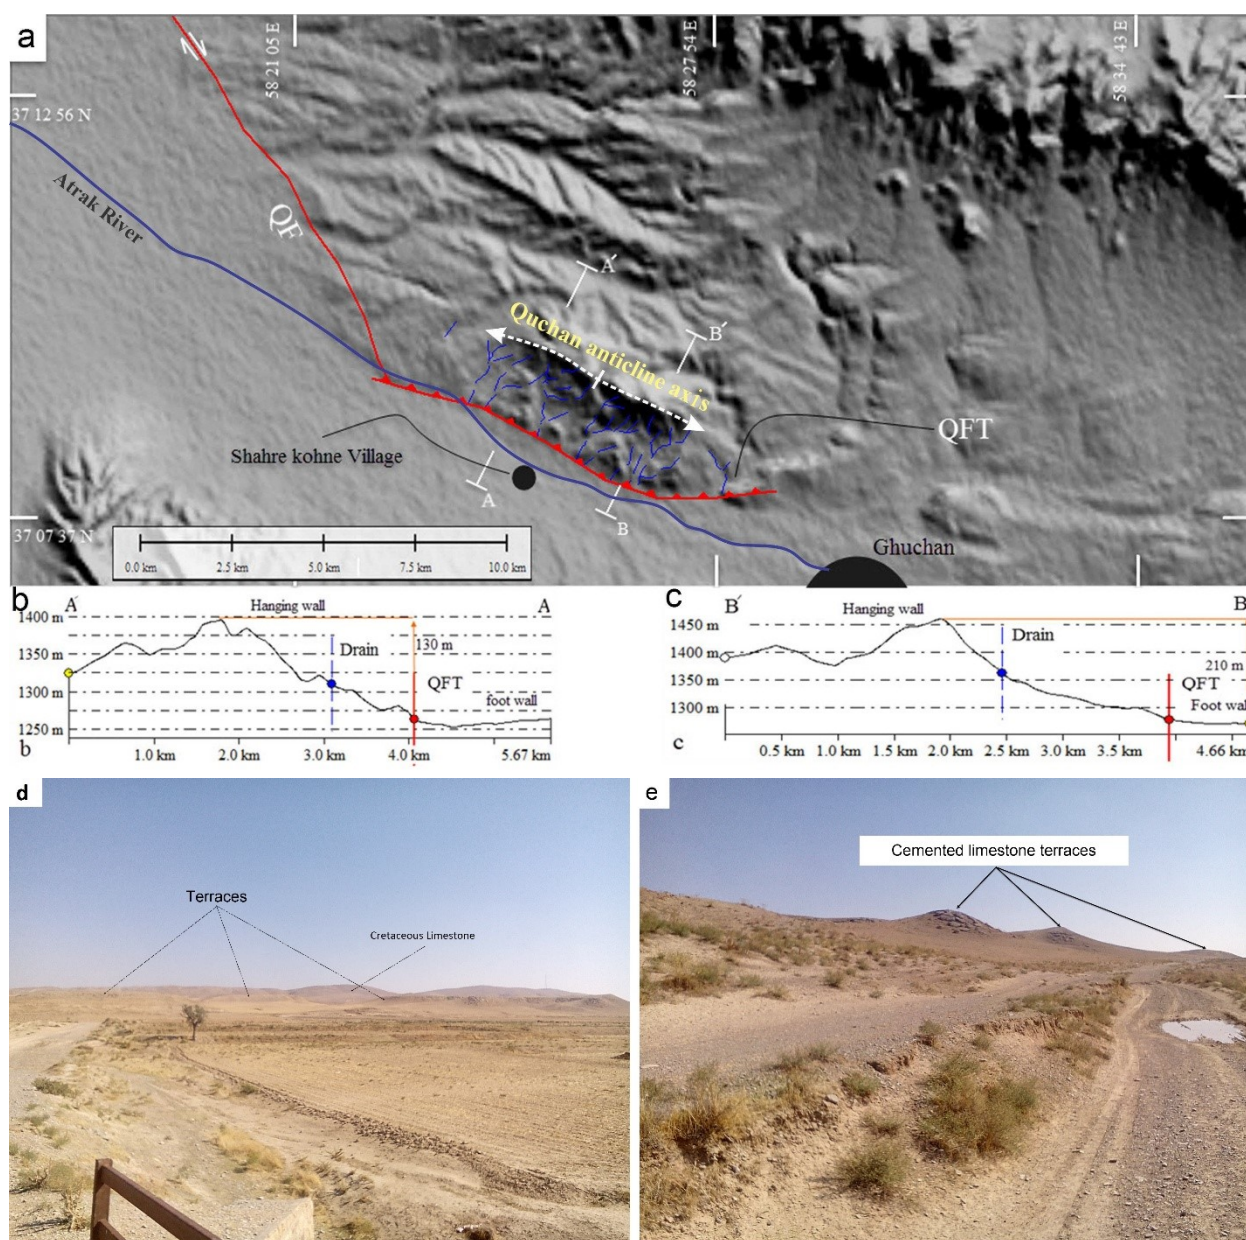 a
58 21 05 E
58 27 54 E
58 34 43 E
37 12 56 N
Atrak River
QF
A′
Quchan anticline axis
B′
QFT
Shahre kohne Village
A
B
37 07 37 N
Ghuchan
0.0 km 2.5 km 5.0 km 7.5 km 10.0 km
b
A′ Hanging wall A
1400 m
Drain 130 m
1350 m
QFT
1300 m
foot wall
1250 m
b
1.0 km 2.0 km 3.0 km 4.0 km 5.67 km
c
B′ Hanging wall B
1450 m
Drain
1400 m
210 m
1350 m
QFT
1300 m
Foot wal
c
0.5 km 1.5 km 2.0 km 2.5 km 3.0 km 3.5 km 4.66 km
d
Terraces
Cretaceous Limestone
e
Cemented limestone terraces